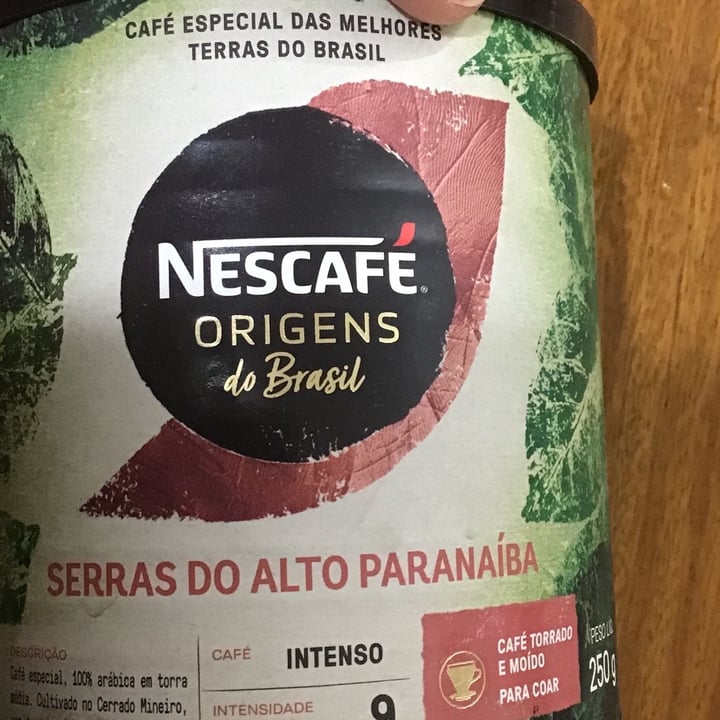 CAFÉ ESPECIAL DAS MELHORES
TERRAS DO BRASIL
NESCAFÉ®
ORIGENS
do Brasil
SERRAS DO ALTO PARANAÍBA
DESCRIÇÃO
Café especial, 100% arábica em torra
média. Cultivado no Cerrado Mineiro,
CAFÉ INTENSO
INTENSIDADE 9
CAFÉ TORRADO
E MOÍDO
PARA COAR
PESO
250g